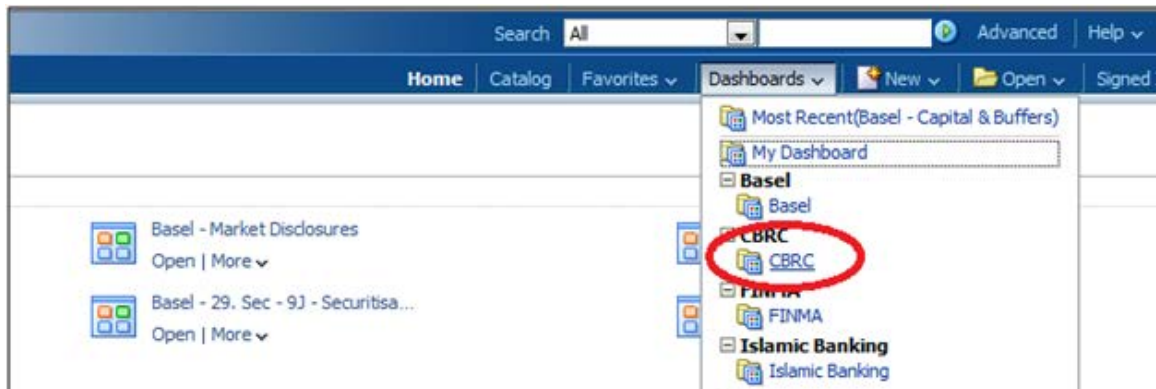 Search All Advanced Help
Home Catalog Favorites Dashboards New Open Signed
Most Recent(Basel - Capital & Buffers)
My Dashboard
Basel
Basel
CBRC
CBRC
FINMA
FINMA
Islamic Banking
Islamic Banking
Basel - Market Disclosures
Open | More
Basel - 29. Sec - 9J - Securitisa...
Open | More